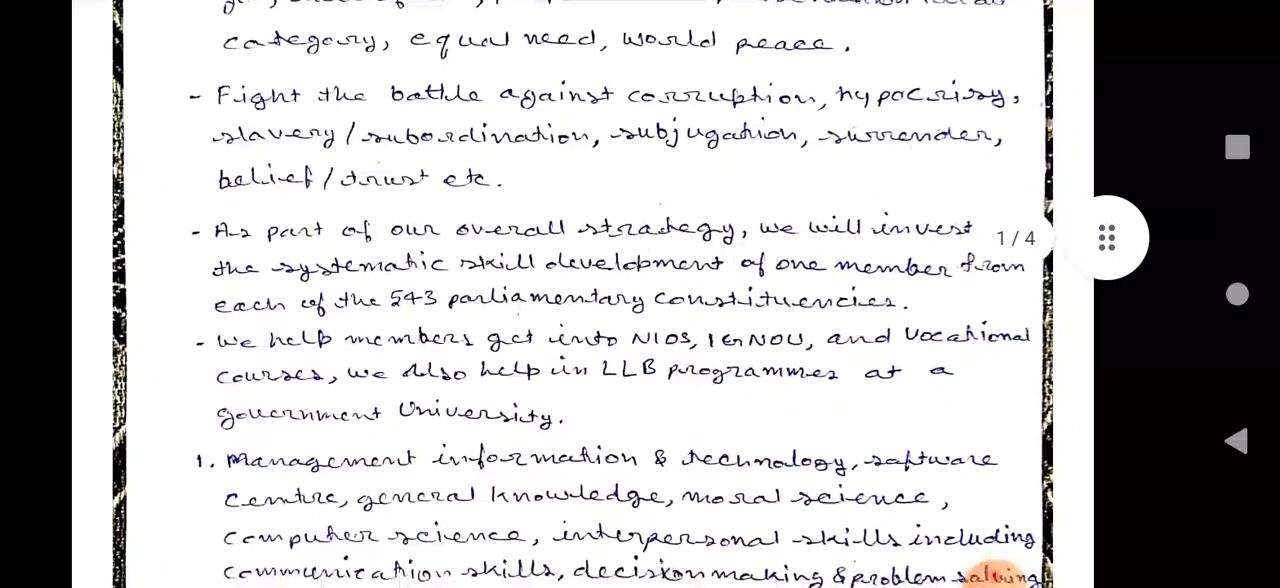 category, equal need, world peace.
- Fight the battle against corruption, hypocrisy,
slavery/subordination, subjugation, surrender,
belief/trust etc.
- As part of our overall strategy, we will invest
1/4
the systematic skill development of one member from
each of the 543 parliamentary constituencies.
- We help members get into NIOS, IGNOU, and Vocational
courses, we also help in LLB programmes at a
government University.
1. Management information & technology, software
centre, general knowledge, moral science,
computer science, interpersonal skills including
communication skills, decision making & problem solving